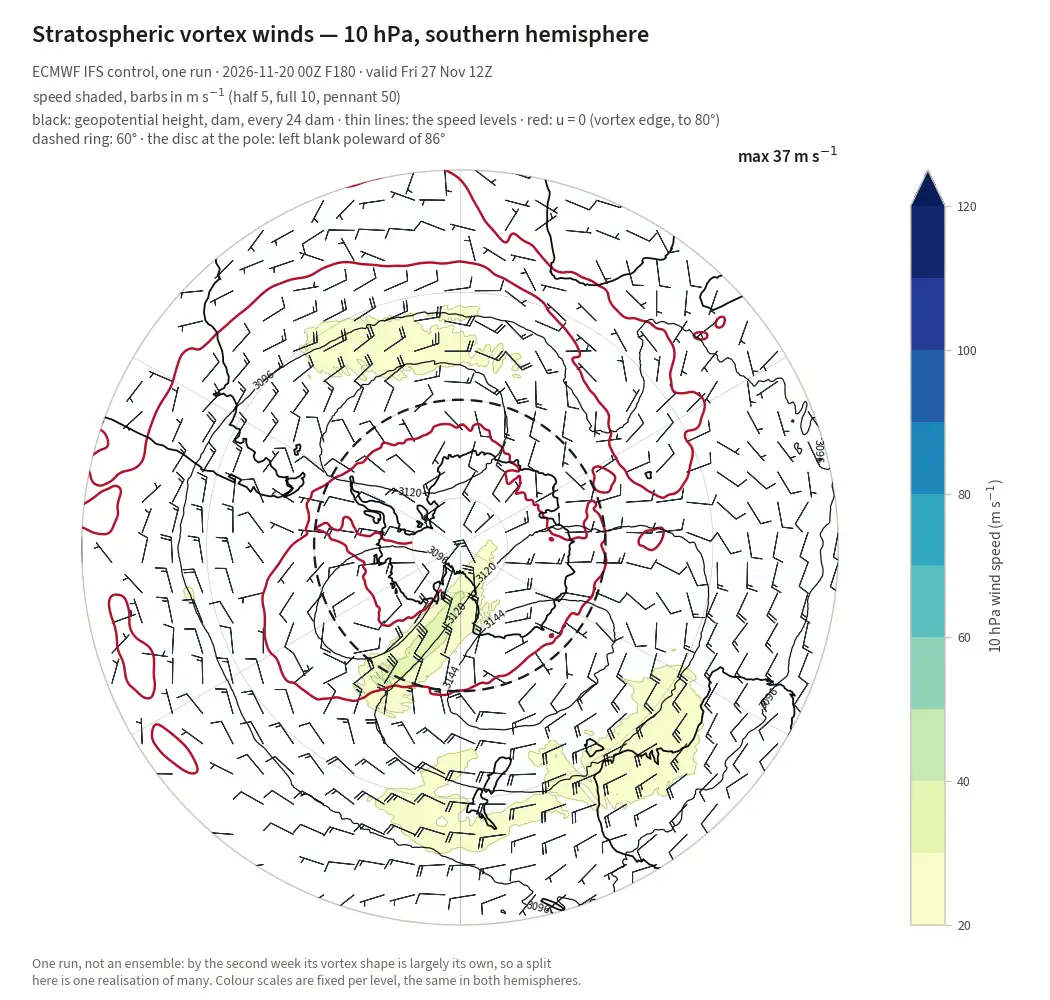 Stratospheric vortex winds — 10 hPa, southern hemisphere
ECMWF IFS control, one run · 2026-11-20 00Z F180 · valid Fri 27 Nov 12Z
speed shaded, barbs in m s⁻¹ (half 5, full 10, pennant 50)
black: geopotential height, dam, every 24 dam · thin lines: the speed levels · red: u = 0 (vortex edge, to 80°)
dashed ring: 60° · the disc at the pole: left blank poleward of 86°
max 37 m s⁻¹
120
100
80
60
40
20
10 hPa wind speed (m s⁻¹)
3096
3096
3120
3096
3120
3120
3144
3144
3096
3096
One run, not an ensemble: by the second week its vortex shape is largely its own, so a split
here is one realisation of many. Colour scales are fixed per level, the same in both hemispheres.